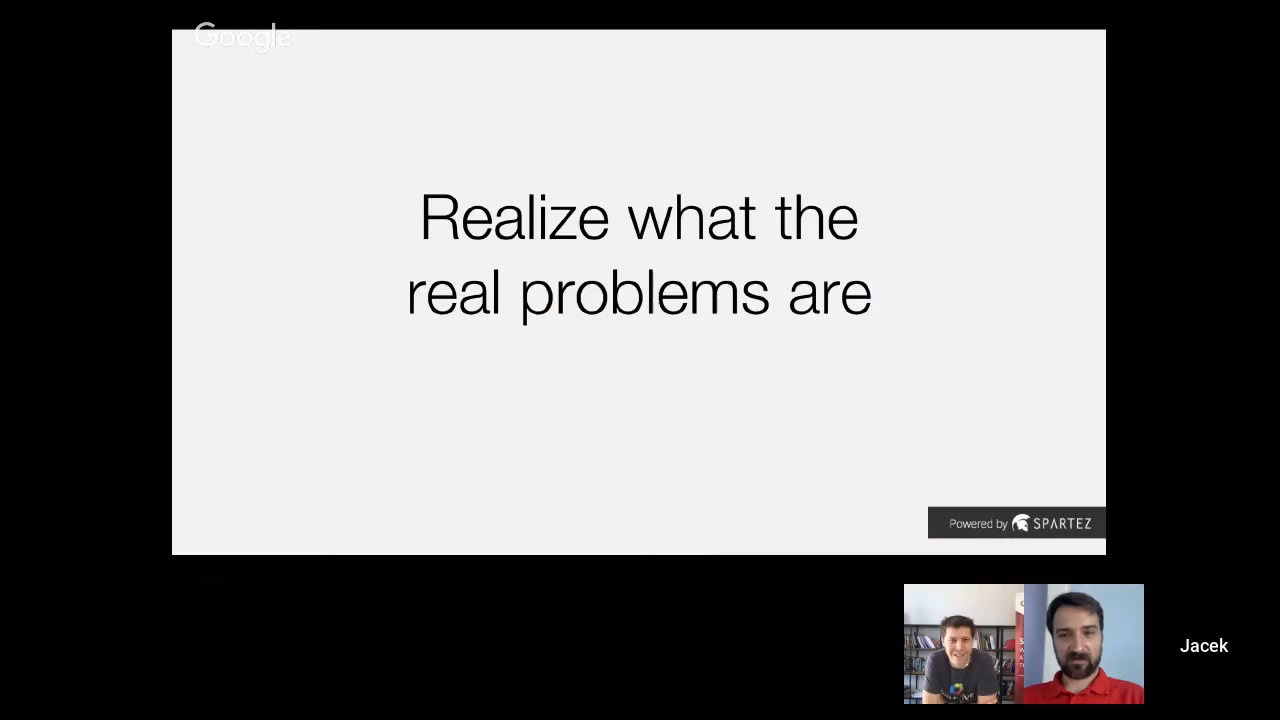 Google
Realize what the
real problems are
Powered by SPARTEZ
Jacek